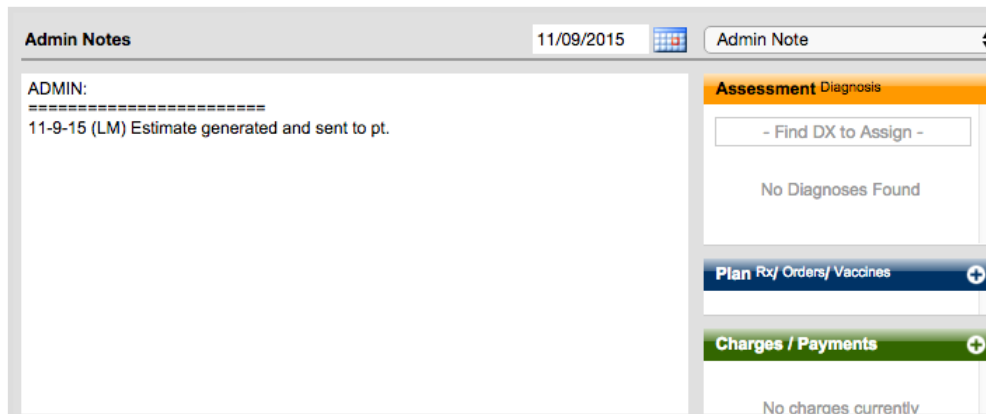 Admin Notes
11/09/2015
Admin Note
ADMIN:
========================
11-9-15 (LM) Estimate generated and sent to pt.
Assessment Diagnosis
- Find DX to Assign -
No Diagnoses Found
Plan Rx/ Orders/ Vaccines
Charges / Payments
No charges currently